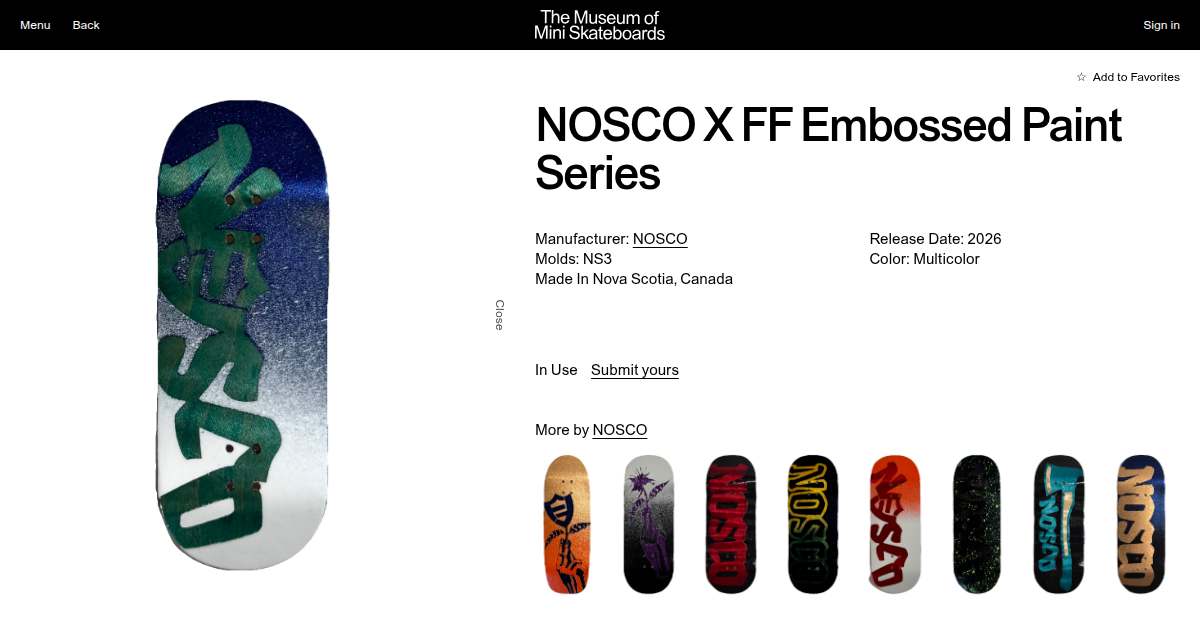 Menu
Back
The Museum of
Mini Skateboards
Sign in
☆ Add to Favorites
NOSCO
NOSCO X FF Embossed Paint
Series
Manufacturer: NOSCO
Molds: NS3
Made In Nova Scotia, Canada
Release Date: 2026
Color: Multicolor
Close
In Use
Submit yours
More by NOSCO
NOSCO
NOSCO
NOSCO
NOSCO
NOSCO